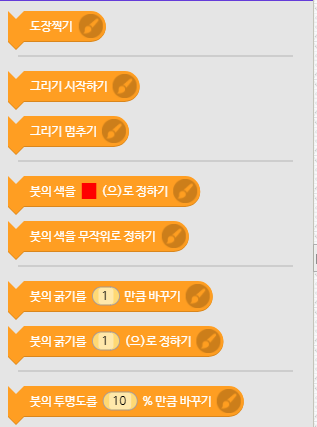 도장찍기
그리기 시작하기
그리기 멈추기
붓의 색을 (으)로 정하기
붓의 색을 무작위로 정하기
붓의 굵기를 1 만큼 바꾸기
붓의 굵기를 1 (으)로 정하기
붓의 투명도를 10 % 만큼 바꾸기